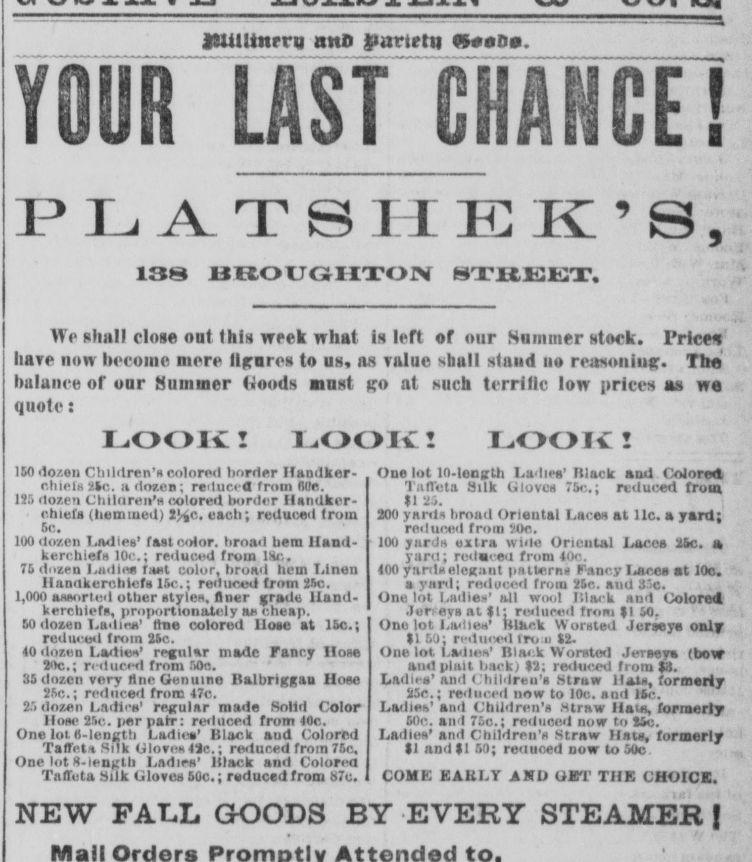 Millinery and Variety Goods.
YOUR LAST CHANCE!
PLATSHEK'S,
138 BROUGHTON STREET.
We shall close out this week what is left of our Summer stock. Prices
have now become mere figures to us, as value shall stand no reasoning. The
balance of our Summer Goods must go at such terrific low prices as we
quote:
LOOK! LOOK! LOOK!
150 dozen Children's colored border Handker-
chiefs 25c. a dozen; reduced from 60c.
125 dozen Children's colored border Handker-
chiefs (hemmed) 2½c. each; reduced from
5c.
100 dozen Ladies' fast color, broad hem Hand-
kerchiefs 10c.; reduced from 18c.
75 dozen Ladies fast color, broad hem Linen
Handkerchiefs 15c.; reduced from 25c.
1,000 assorted other styles, finer grade Hand-
kerchiefs, proportionately as cheap.
50 dozen Ladies' fine colored Hose at 15c.;
reduced from 25c.
40 dozen Ladies' regular made Fancy Hose
20c.; reduced from 50c.
35 dozen very fine Genuine Balbriggan Hose
25c.; reduced from 47c.
25 dozen Ladies' regular made Solid Color
Hose 25c. per pair: reduced from 40c.
One lot 6-length Ladies' Black and Colored
Taffeta Silk Gloves 42c.; reduced from 75c.
One lot 8-length Ladies' Black and Colored
Taffeta Silk Gloves 50c.; reduced from 87c.
One lot 10-length Ladies' Black and Colored
Taffeta Silk Gloves 75c.; reduced from
$1 25.
200 yards broad Oriental Laces at 11c. a yard;
reduced from 20c.
100 yards extra wide Oriental Laces 25c. a
yard; reduced from 40c.
400 yards elegant patterns Fancy Laces at 10c.
a yard; reduced from 25c. and 35c.
One lot Ladies' all wool Black and Colored
Jerseys at $1; reduced from $1 50.
One lot Ladies' Black Worsted Jerseys only
$1 50; reduced from $2.
One lot Ladies' Black Worsted Jerseys (bow
and plait back) $2; reduced from $3.
Ladies' and Children's Straw Hats, formerly
25c.; reduced now to 10c. and 15c.
Ladies' and Children's Straw Hats, formerly
50c. and 75c.; reduced now to 25c.
Ladies' and Children's Straw Hats, formerly
$1 and $1 50; reduced now to 50c.
COME EARLY AND GET THE CHOICE.
NEW FALL GOODS BY EVERY STEAMER!
Mail Orders Promptly Attended to.